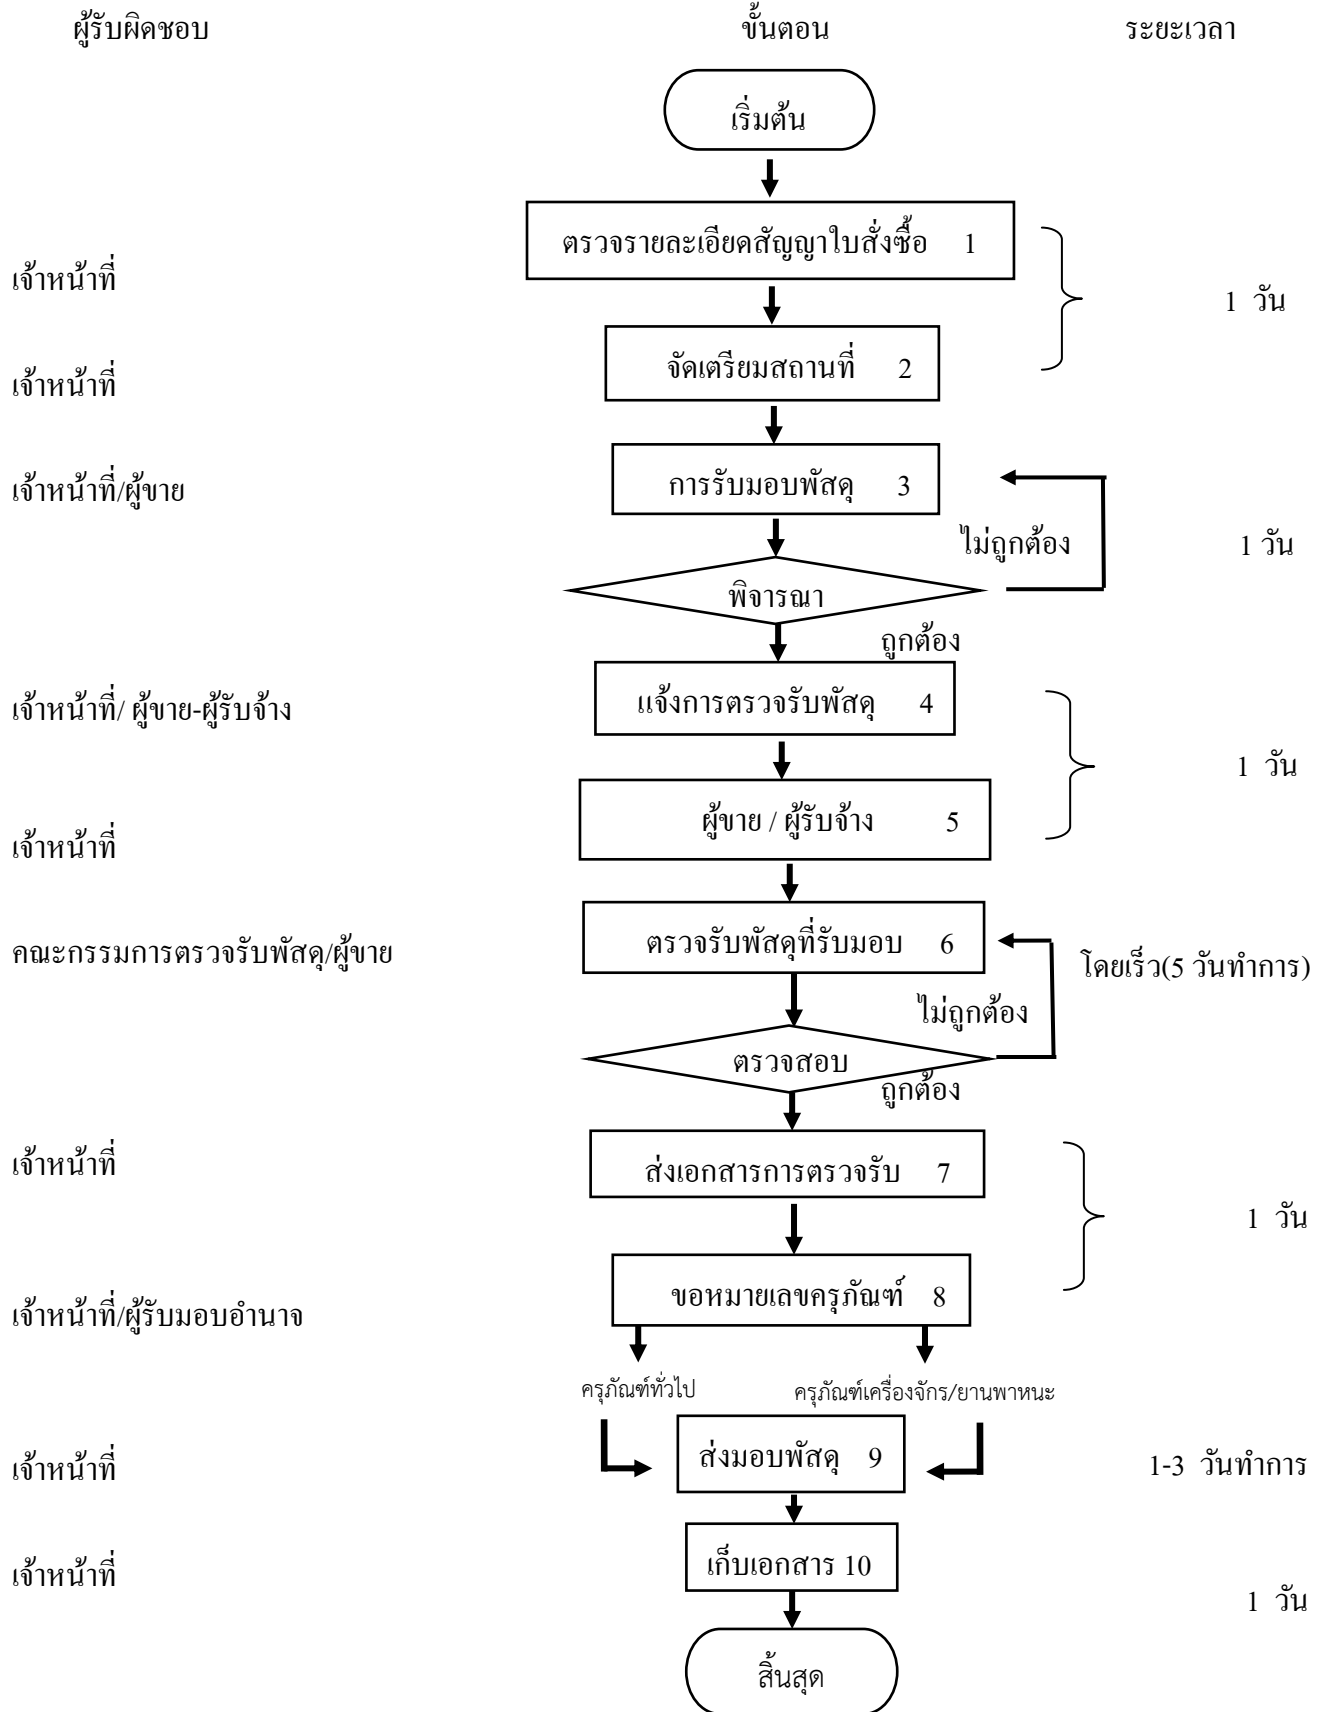 ผู้รับผิดชอบ ขั้นตอน ระยะเวลา
เริ่มต้น
ตรวจรายละเอียดสัญญาใบสั่งซื้อ 1
เจ้าหน้าที่
1 วัน
จัดเตรียมสถานที่ 2
เจ้าหน้าที่
การรับมอบพัสดุ 3
เจ้าหน้าที่/ผู้ขาย
ไม่ถูกต้อง 1 วัน
พิจารณา
ถูกต้อง
แจ้งการตรวจรับพัสดุ 4
เจ้าหน้าที่/ ผู้ขาย-ผู้รับจ้าง
1 วัน
ผู้ขาย / ผู้รับจ้าง 5
เจ้าหน้าที่
ตรวจรับพัสดุที่รับมอบ 6
คณะกรรมการตรวจรับพัสดุ/ผู้ขาย
โดยเร็ว(5 วันทำการ)
ไม่ถูกต้อง
ตรวจสอบ
ถูกต้อง
เจ้าหน้าที่
ส่งเอกสารการตรวจรับ 7
1 วัน
ขอหมายเลขครุภัณฑ์ 8
เจ้าหน้าที่/ผู้รับมอบอำนาจ
ครุภัณฑ์ทั่วไป ครุภัณฑ์เครื่องจักร/ยานพาหนะ
ส่งมอบพัสดุ 9
เจ้าหน้าที่ 1-3 วันทำการ
เก็บเอกสาร 10
เจ้าหน้าที่
1 วัน
สิ้นสุด